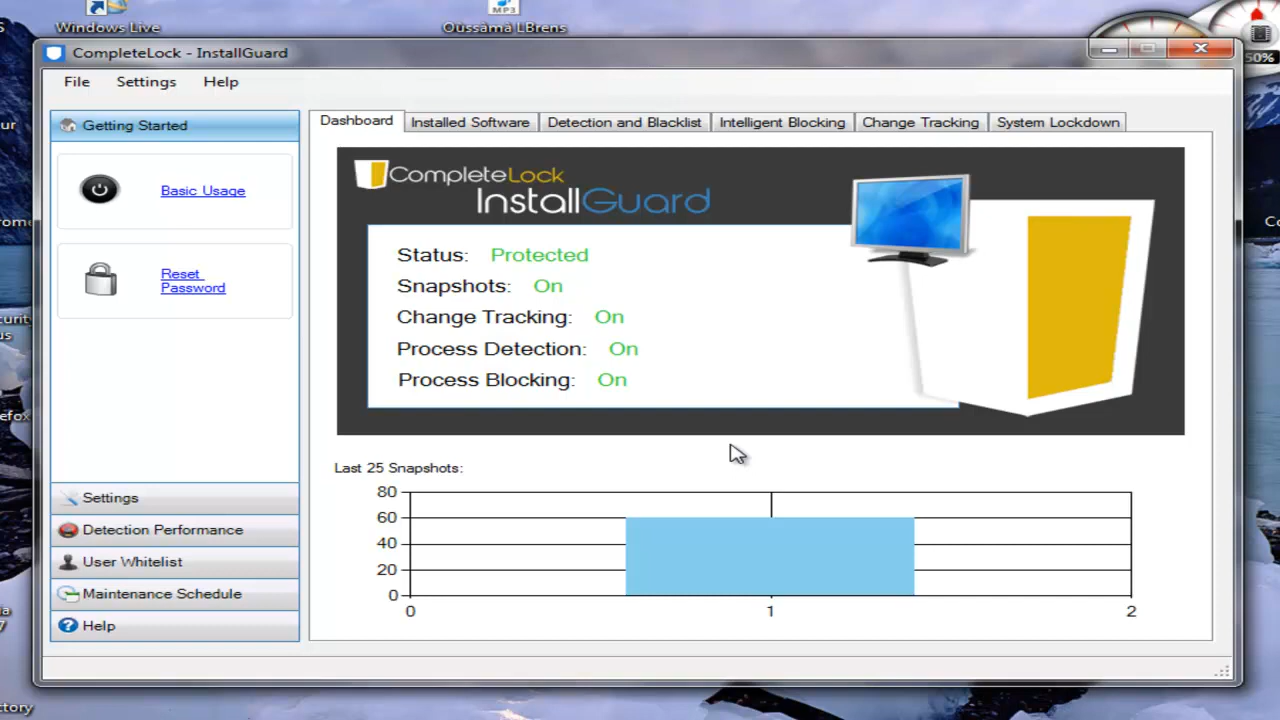 Windows Live
MP3
Oussàmà LBrens
50%
CompleteLock - InstallGuard
File Settings Help
Getting Started
Basic Usage
Reset
Password
Settings
Detection Performance
User Whitelist
Maintenance Schedule
Help
Dashboard Installed Software Detection and Blacklist Intelligent Blocking Change Tracking System Lockdown
CompleteLock
InstallGuard
Status: Protected
Snapshots: On
Change Tracking: On
Process Detection: On
Process Blocking: On
Last 25 Snapshots:
80
60
40
20
0
0 1 2